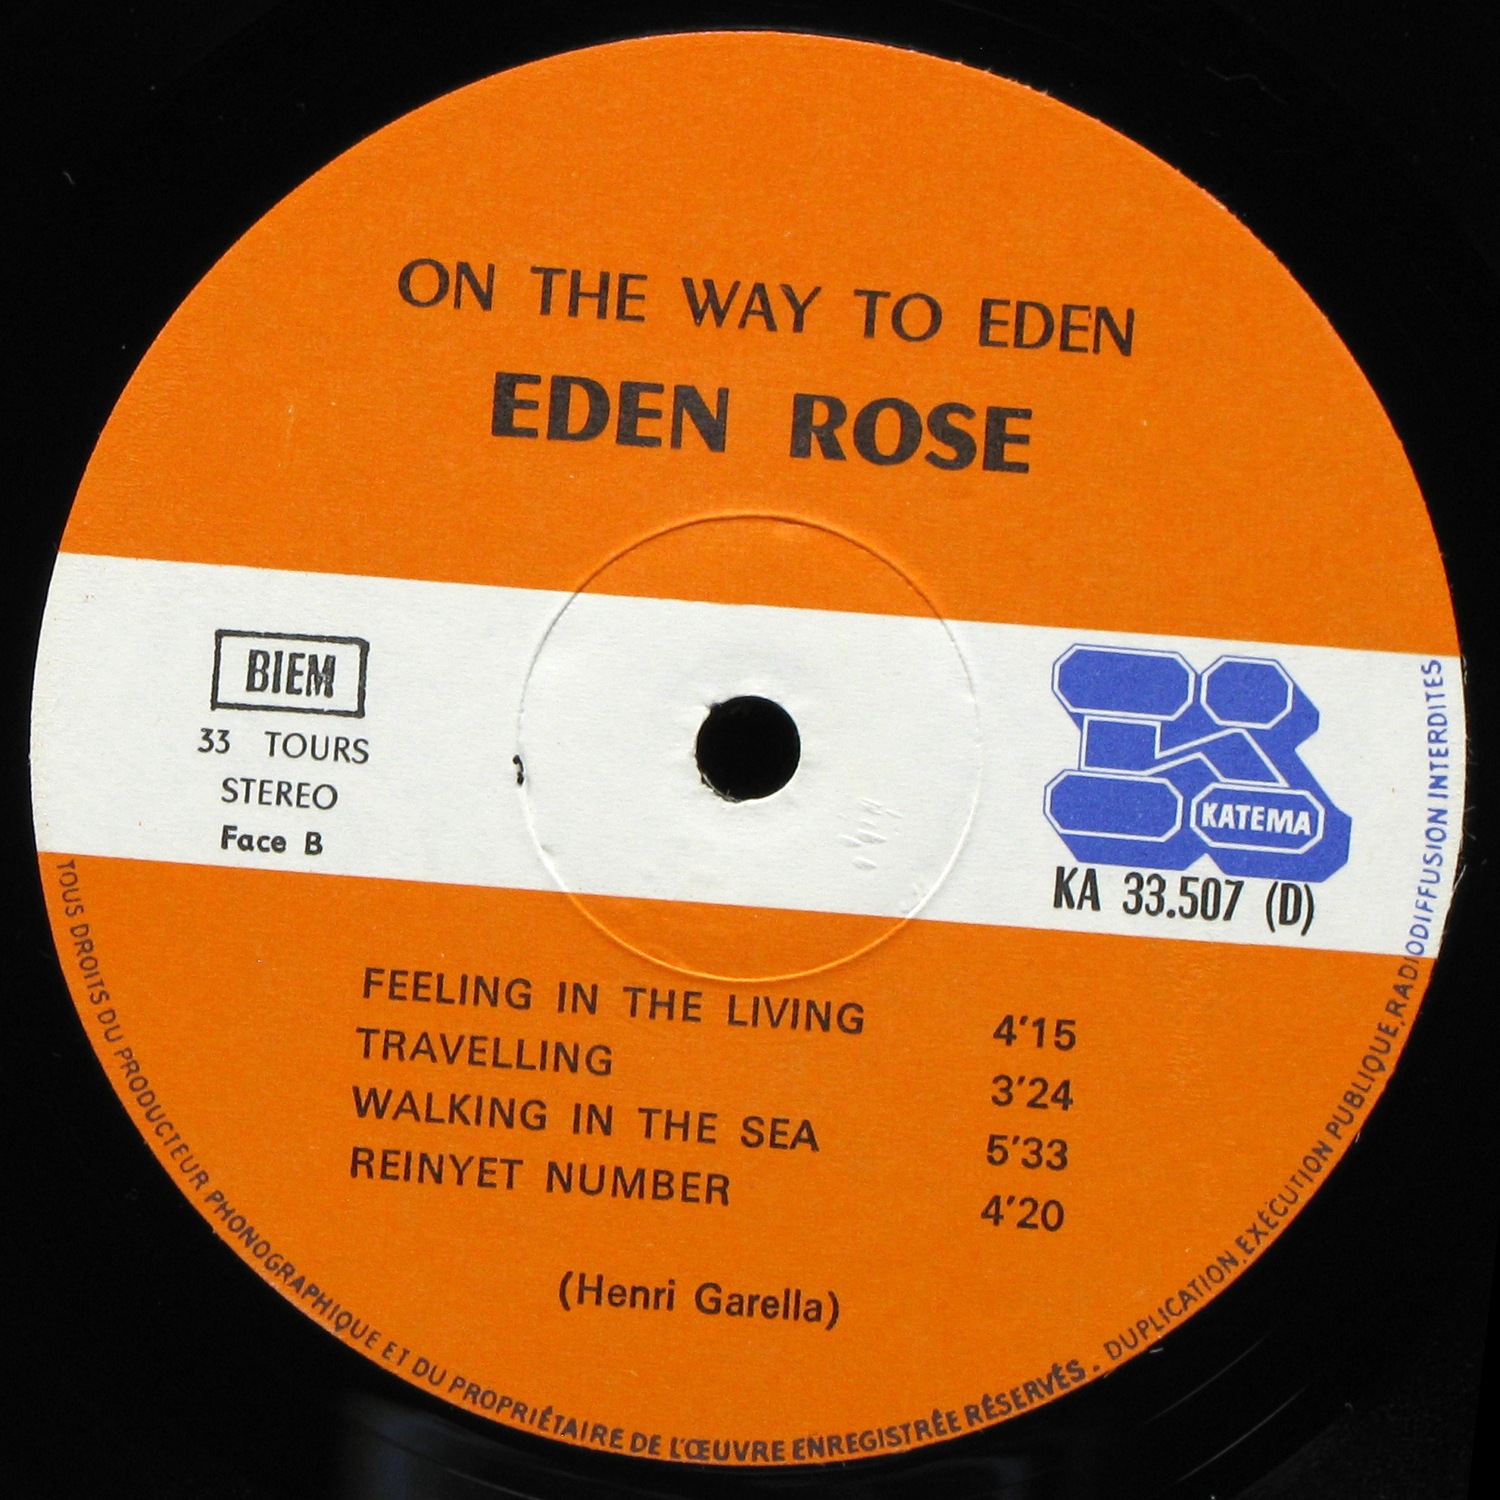 ON THE WAY TO EDEN
EDEN ROSE
BIEM
33 TOURS
STEREO
Face B
KATEMA
KA 33.507 (D)
FEELING IN THE LIVING 4'15
TRAVELLING 3'24
WALKING IN THE SEA 5'33
REINYET NUMBER 4'20
(Henri Garella)
TOUS DROITS DU PRODUCTEUR PHONOGRAPHIQUE ET DU PROPRIÉTAIRE DE L'ŒUVRE ENREGISTRÉE RÉSERVÉS. DUPLICATION, EXÉCUTION PUBLIQUE, RADIODIFFUSION INTERDITES